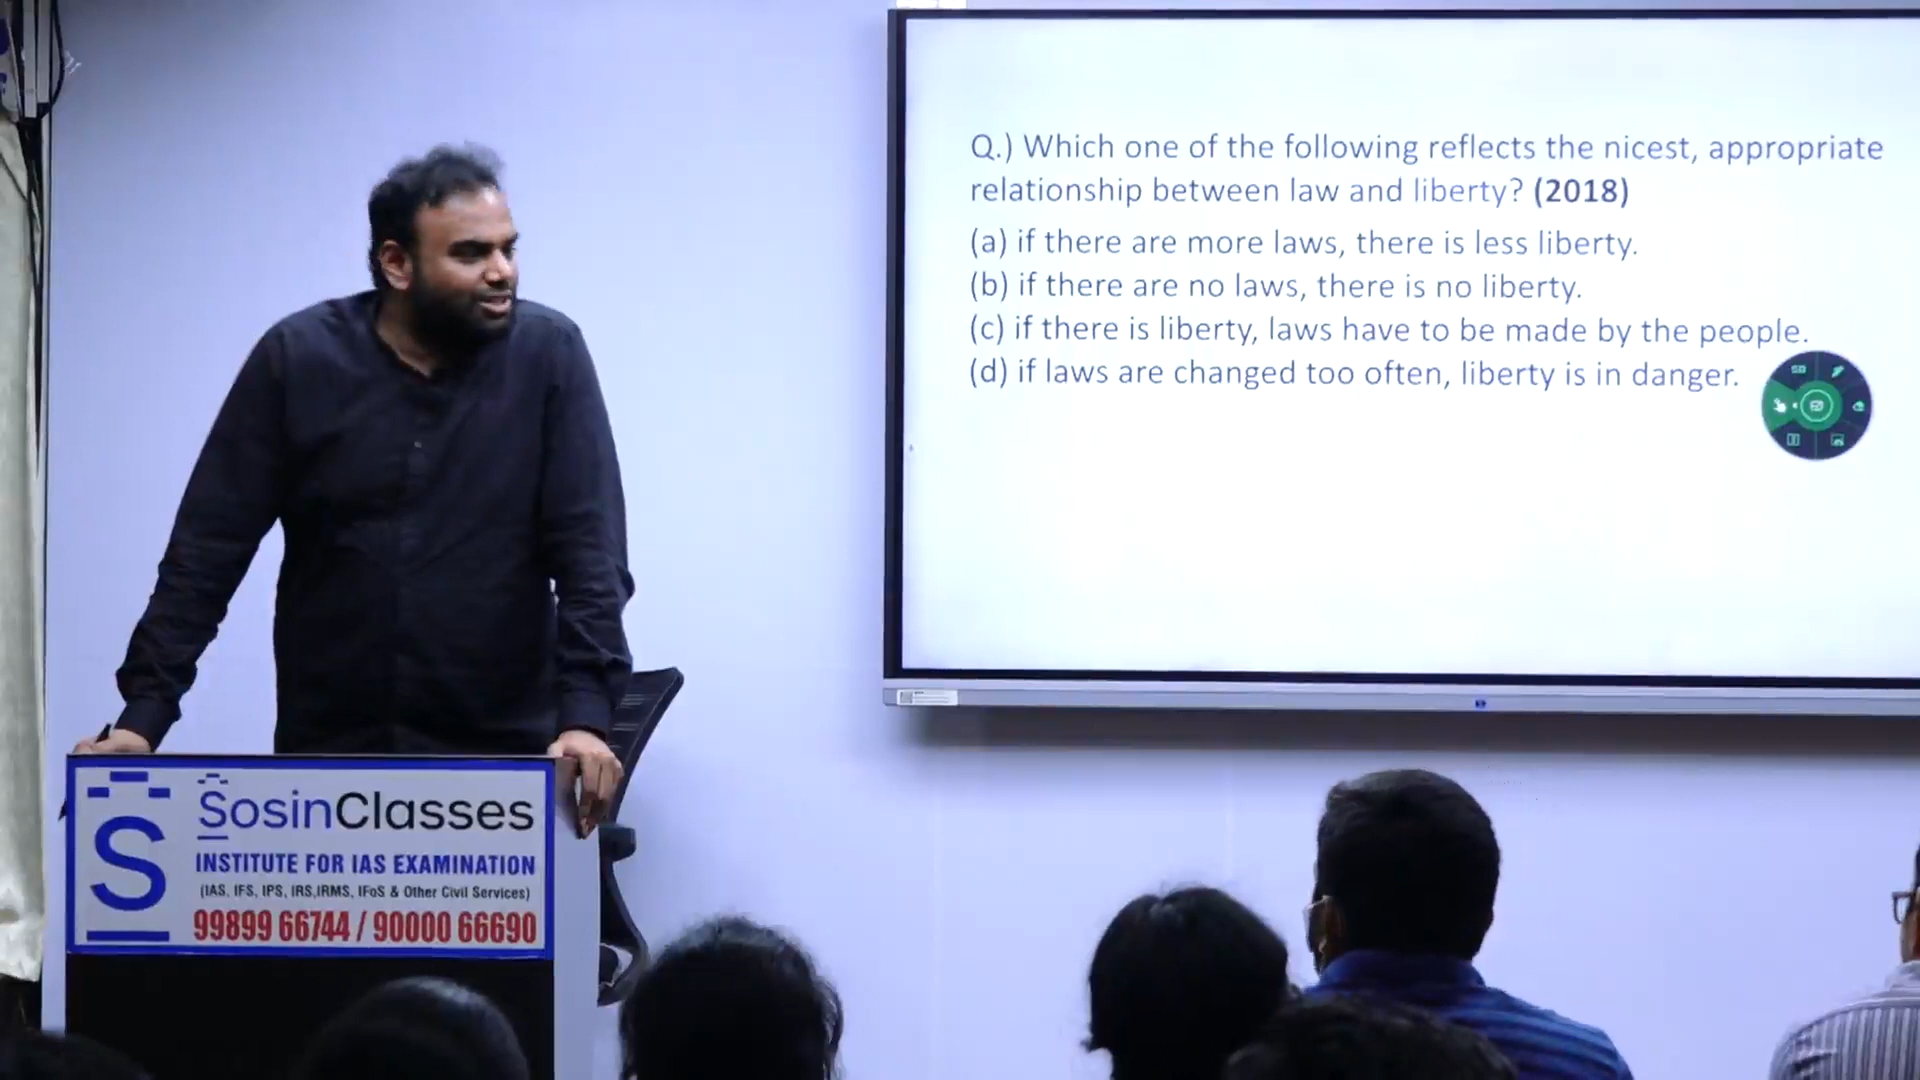 Q.) Which one of the following reflects the nicest, appropriate
relationship between law and liberty? (2018)
(a) if there are more laws, there is less liberty.
(b) if there are no laws, there is no liberty.
(c) if there is liberty, laws have to be made by the people.
(d) if laws are changed too often, liberty is in danger.
S
SosinClasses
INSTITUTE FOR IAS EXAMINATION
(IAS, IFS, IPS, IRS,IRMS, IFoS & Other Civil Services)
99899 66744 / 90000 66690